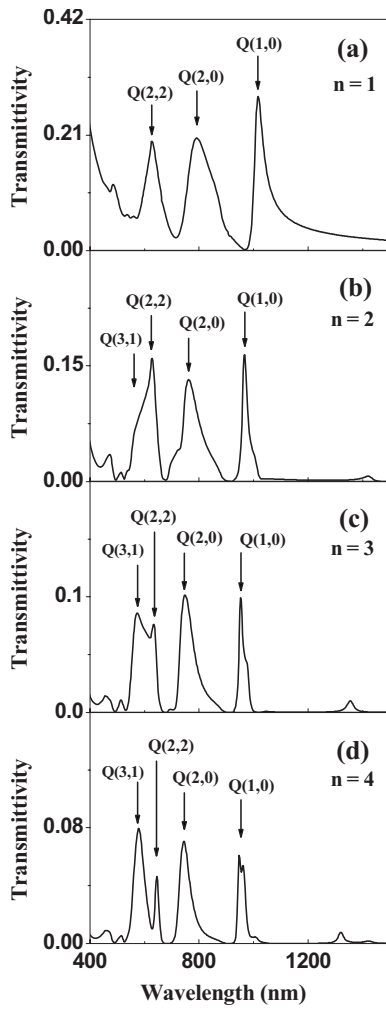 0.42
(a)
Q(2,0)
Q(1,0)
Q(2,2)
n = 1
0.21
Transmittivity
0.00
(b)
Q(2,2)
Q(1,0)
n = 2
Q(2,0)
Q(3,1)
0.15
Transmittivity
0.00
(c)
Q(2,2)
n = 3
Q(3,1)
Q(2,0)
Q(1,0)
0.1
Transmittivity
0.0
(d)
Q(2,2)
Q(3,1)
Q(2,0)
Q(1,0)
n = 4
0.08
Transmittivity
0.00
400 800 1200
Wavelength (nm)